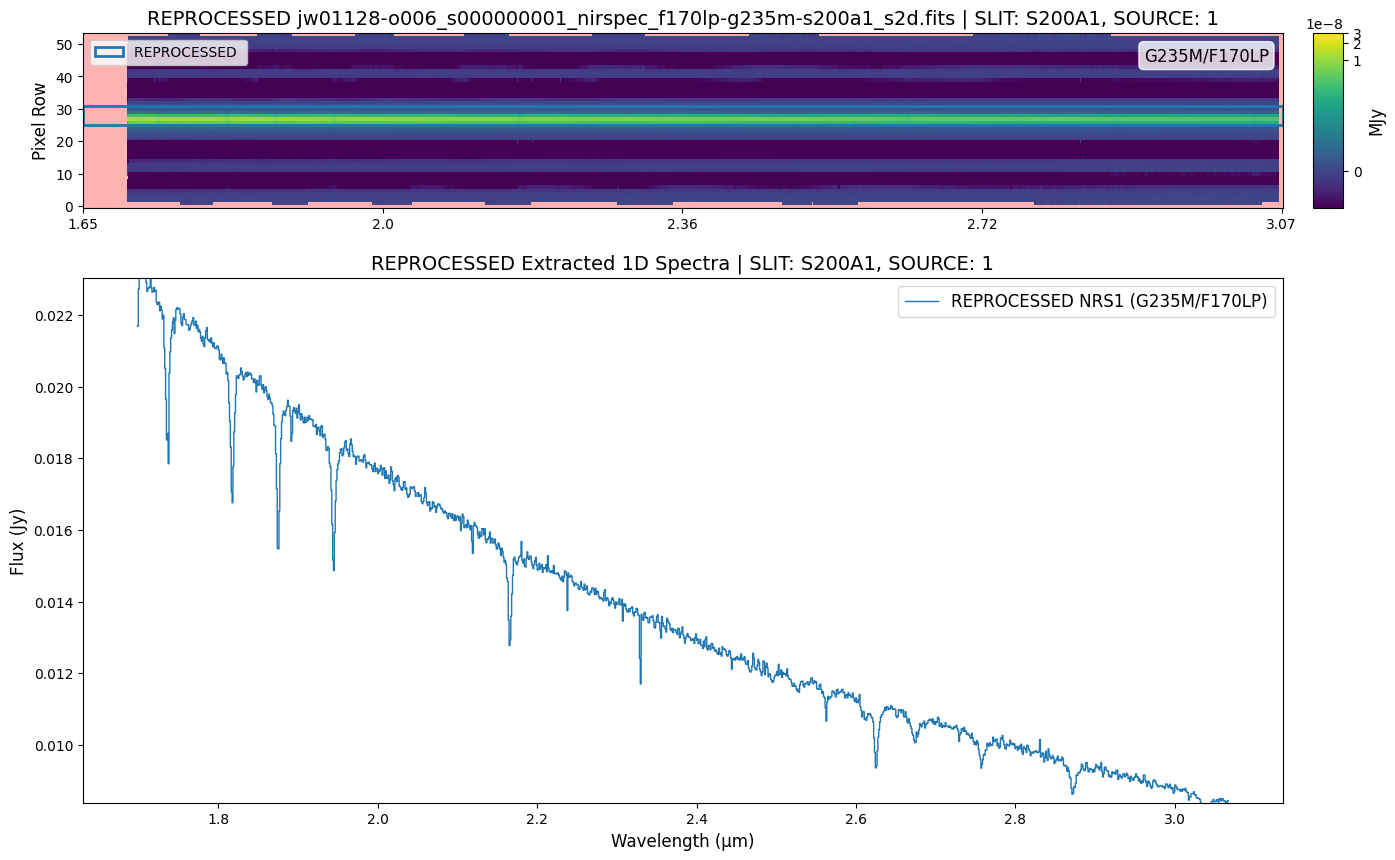 REPROCESSED jw01128-o006_s000000001_nirspec_f170lp-g235m-s200a1_s2d.fits | SLIT: S200A1, SOURCE: 1
REPROCESSED
G235M/F170LP
1e−8
3
2
1
0
MJy
Pixel Row
50
40
30
20
10
0
1.65
2.0
2.36
2.72
3.07
REPROCESSED Extracted 1D Spectra | SLIT: S200A1, SOURCE: 1
REPROCESSED NRS1 (G235M/F170LP)
Flux (Jy)
0.022
0.020
0.018
0.016
0.014
0.012
0.010
1.8
2.0
2.2
2.4
2.6
2.8
3.0
Wavelength (μm)